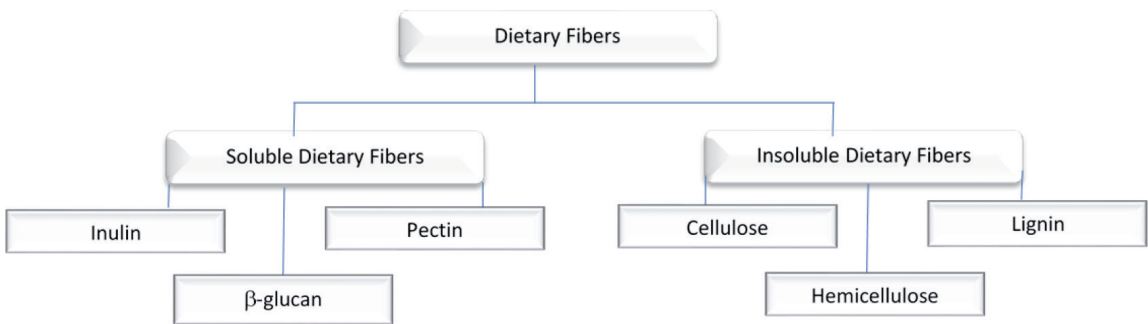 Dietary Fibers
Soluble Dietary Fibers
Insoluble Dietary Fibers
Inulin
Pectin
Cellulose
Lignin
β-glucan
Hemicellulose